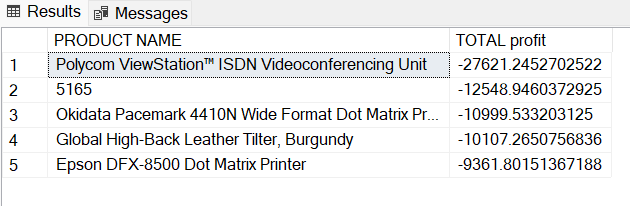 Results Messages
PRODUCT NAME TOTAL profit
1 Polycom ViewStation™ ISDN Videoconferencing Unit -27621.2452702522
2 5165 -12548.9460372925
3 Okidata Pacemark 4410N Wide Format Dot Matrix Pr... -10999.533203125
4 Global High-Back Leather Tilter, Burgundy -10107.2650756836
5 Epson DFX-8500 Dot Matrix Printer -9361.80151367188